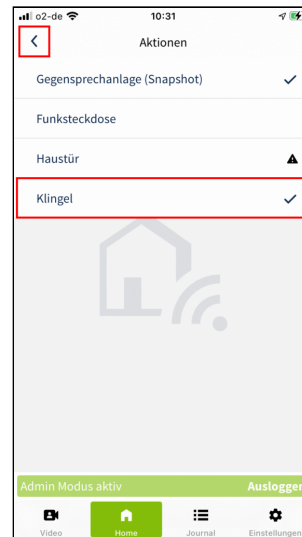 o2-de 10:31
Aktionen
Gegensprechanlage (Snapshot)
Funksteckdose
Haustür
Klingel
Admin Modus aktiv Ausloggen
Video Home Journal Einstellungen